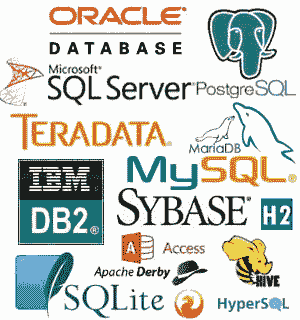 ORACLE®
DATABASE
Microsoft®
SQL Server
PostgreSQL
TERADATA®
MariaDB
MySQL®
IBM
DB2®
SYBASE®
H2
Access
Apache Derby
HIVE
SQLite
HyperSQL